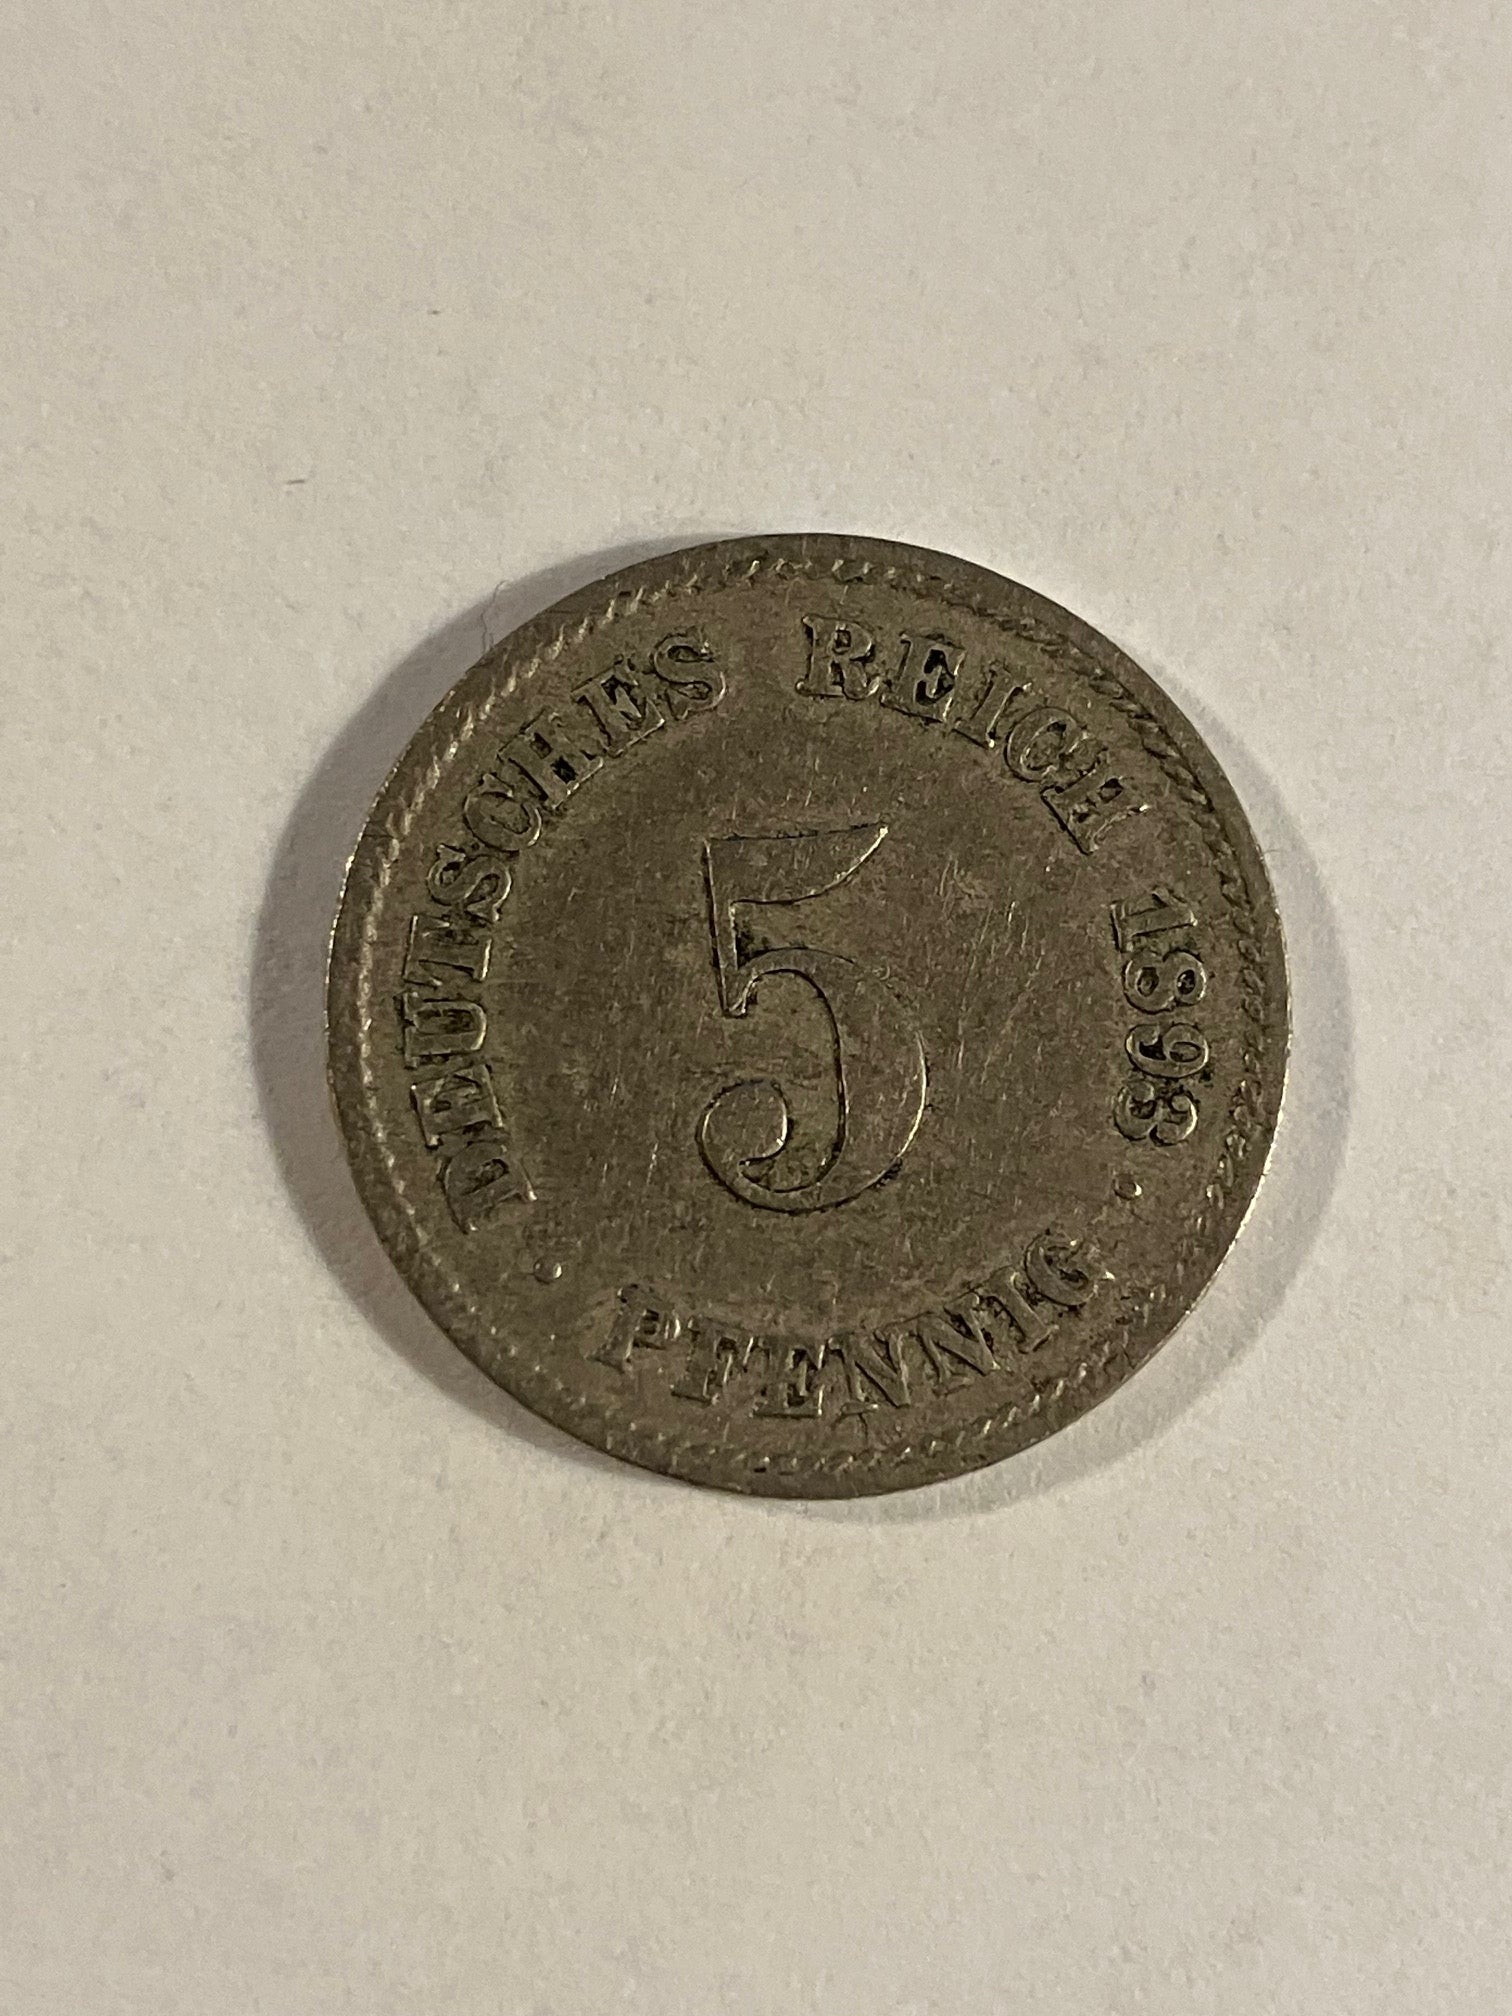 DEUTSCHES REICH 1893
5
· PFENNIG ·